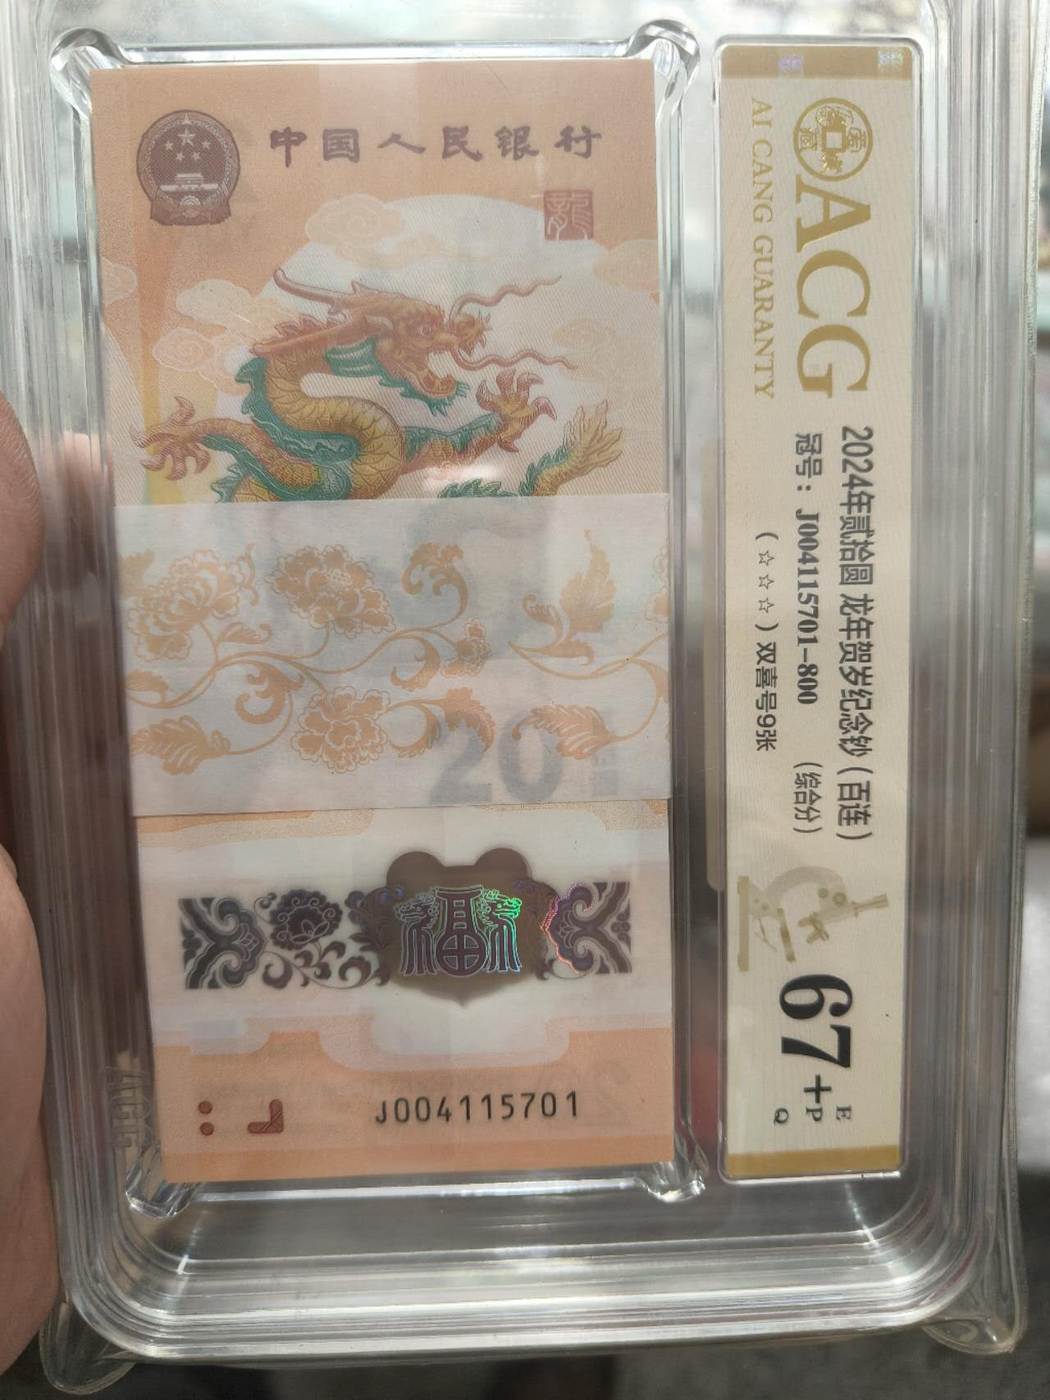 中国人民银行
龍
20
福
J004115701
ACG
AI CANG GUARANTY
2024年贰拾圆 龙年贺岁纪念钞（百连）
冠号：J004115701-800 （综合分）
（☆☆☆）双喜号9张
67+
E
P
Q